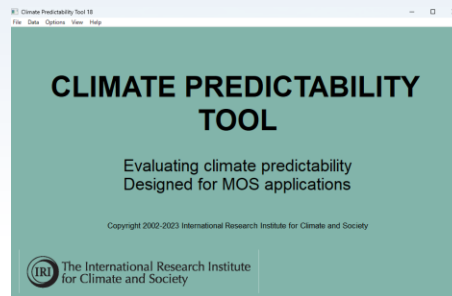 Climate Predictability Tool 18
File Data Options View Help
CLIMATE PREDICTABILITY
TOOL
Evaluating climate predictability
Designed for MOS applications
Copyright 2002-2023 International Research Institute for Climate and Society
IRI
The International Research Institute
for Climate and Society